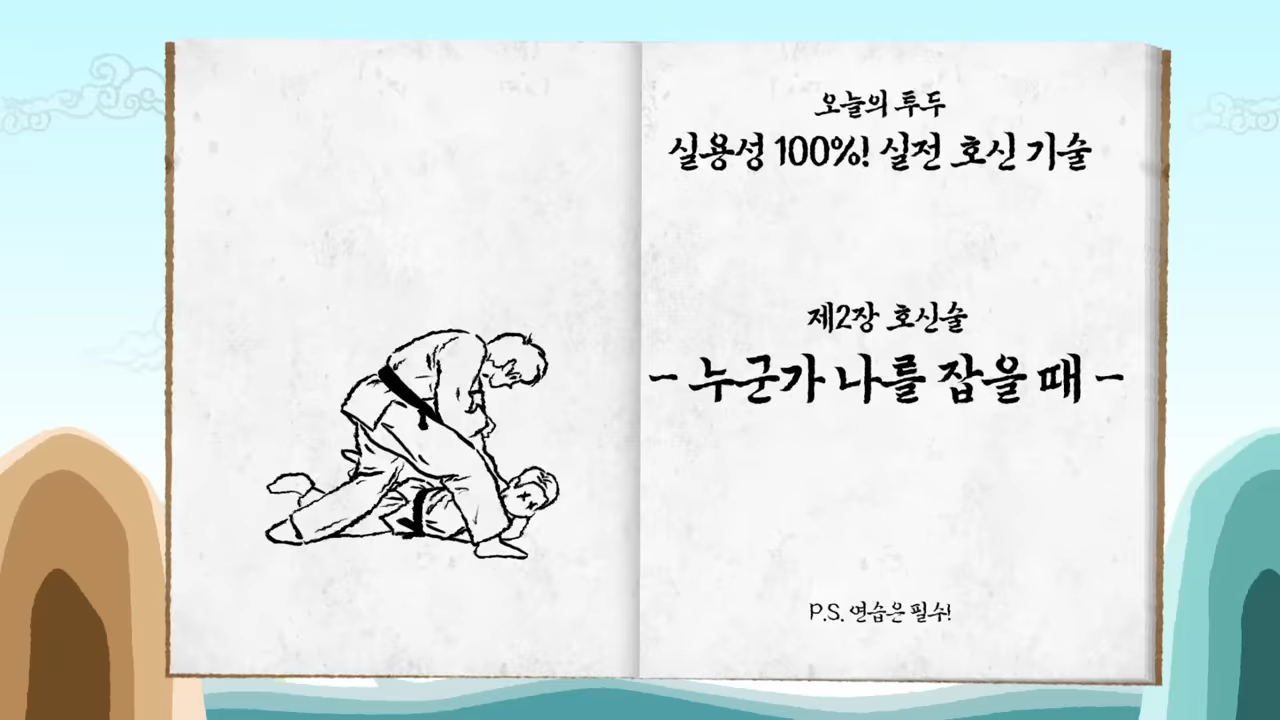 오늘의 투두
실용성 100%! 실전 호신 기술
제2장 호신술
- 누군가 나를 잡을 때 -
P.S. 연습은 필수!